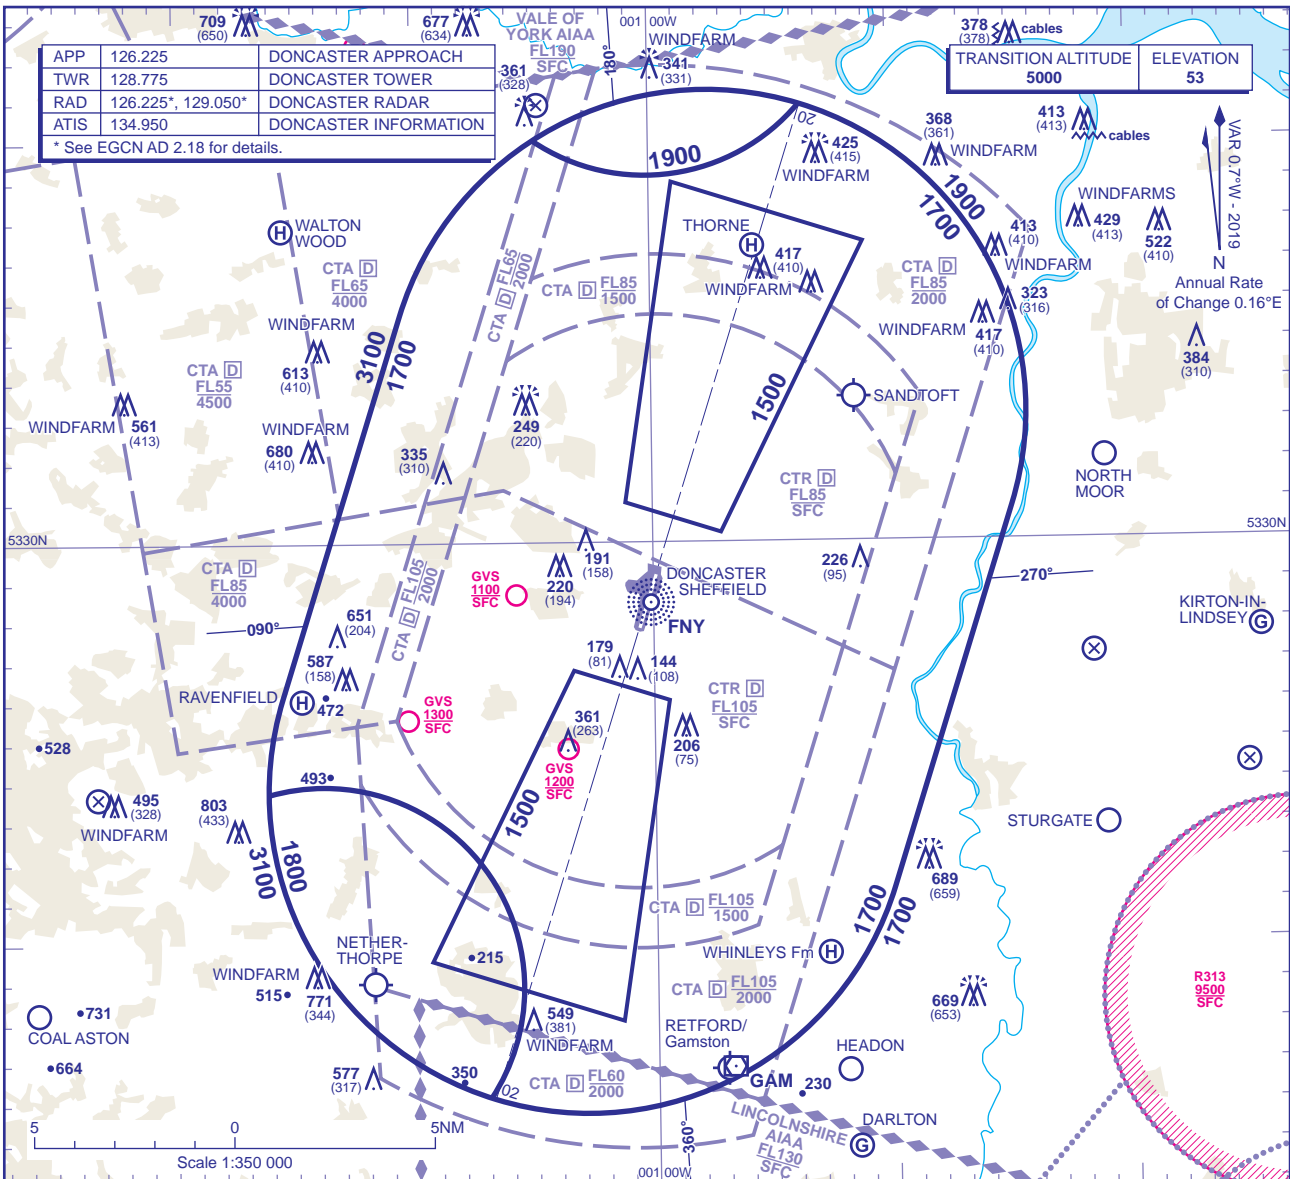 709
(650)
677
(634)
VALE OF
YORK AIAA
FL190
SFC
180°
001 00W
WINDFARM
341
(331)
378
(378)
cables
APP 126.225 DONCASTER APPROACH
TWR 128.775 DONCASTER TOWER
RAD 126.225*, 129.050* DONCASTER RADAR
ATIS 134.950 DONCASTER INFORMATION
* See EGCN AD 2.18 for details.
TRANSITION ALTITUDE
5000
ELEVATION
53
361
(328)
20
1900
425
(415)
WINDFARM
368
(361)
WINDFARM
413
(413)
cables
VAR 0.7°W - 2019
N
Annual Rate
of Change 0.16°E
WINDFARMS
429
(413)
522
(410)
1900
1700
413
(410)
WINDFARM
323
(316)
384
(310)
WALTON
WOOD
H
CTA D
FL65
4000
CTA D FL65
2000
CTA D FL85
1500
THORNE
H
417
(410)
WINDFARM
CTA D
FL85
2000
WINDFARM
417
(410)
WINDFARM
613
(410)
3100
1700
CTA D
FL55
4500
WINDFARM
561
(413)
WINDFARM
680
(410)
335
(310)
249
(220)
1500
SANDTOFT
CTR D
FL85
SFC
NORTH
MOOR
5330N
5330N
CTA D
FL85
4000
CTA D FL105
2000
GVS
1100
SFC
191
(158)
220
(194)
DONCASTER
SHEFFIELD
FNY
226
(95)
270°
KIRTON-IN-
LINDSEY
G
090°
651
(204)
587
(158)
RAVENFIELD
H
472
GVS
1300
SFC
179
(81)
144
(108)
CTR D
FL105
SFC
361
(263)
GVS
1200
SFC
206
(75)
528
493
495
(328)
WINDFARM
803
(433)
3100
1800
1500
STURGATE
689
(659)
CTA D FL105
1500
1700
1700
NETHER-
THORPE
215
WHINLEYS Fm
H
WINDFARM
515
771
(344)
CTA D FL105
2000
669
(653)
R313
9500
SFC
731
COAL ASTON
664
549
(381)
WINDFARM
RETFORD/
Gamston
GAM
HEADON
577
(317)
350
02
CTA D FL60
2000
230
LINCOLNSHIRE
AIAA
FL130
SFC
DARLTON
G
360°
001 00W
5 0 5NM
Scale 1:350 000